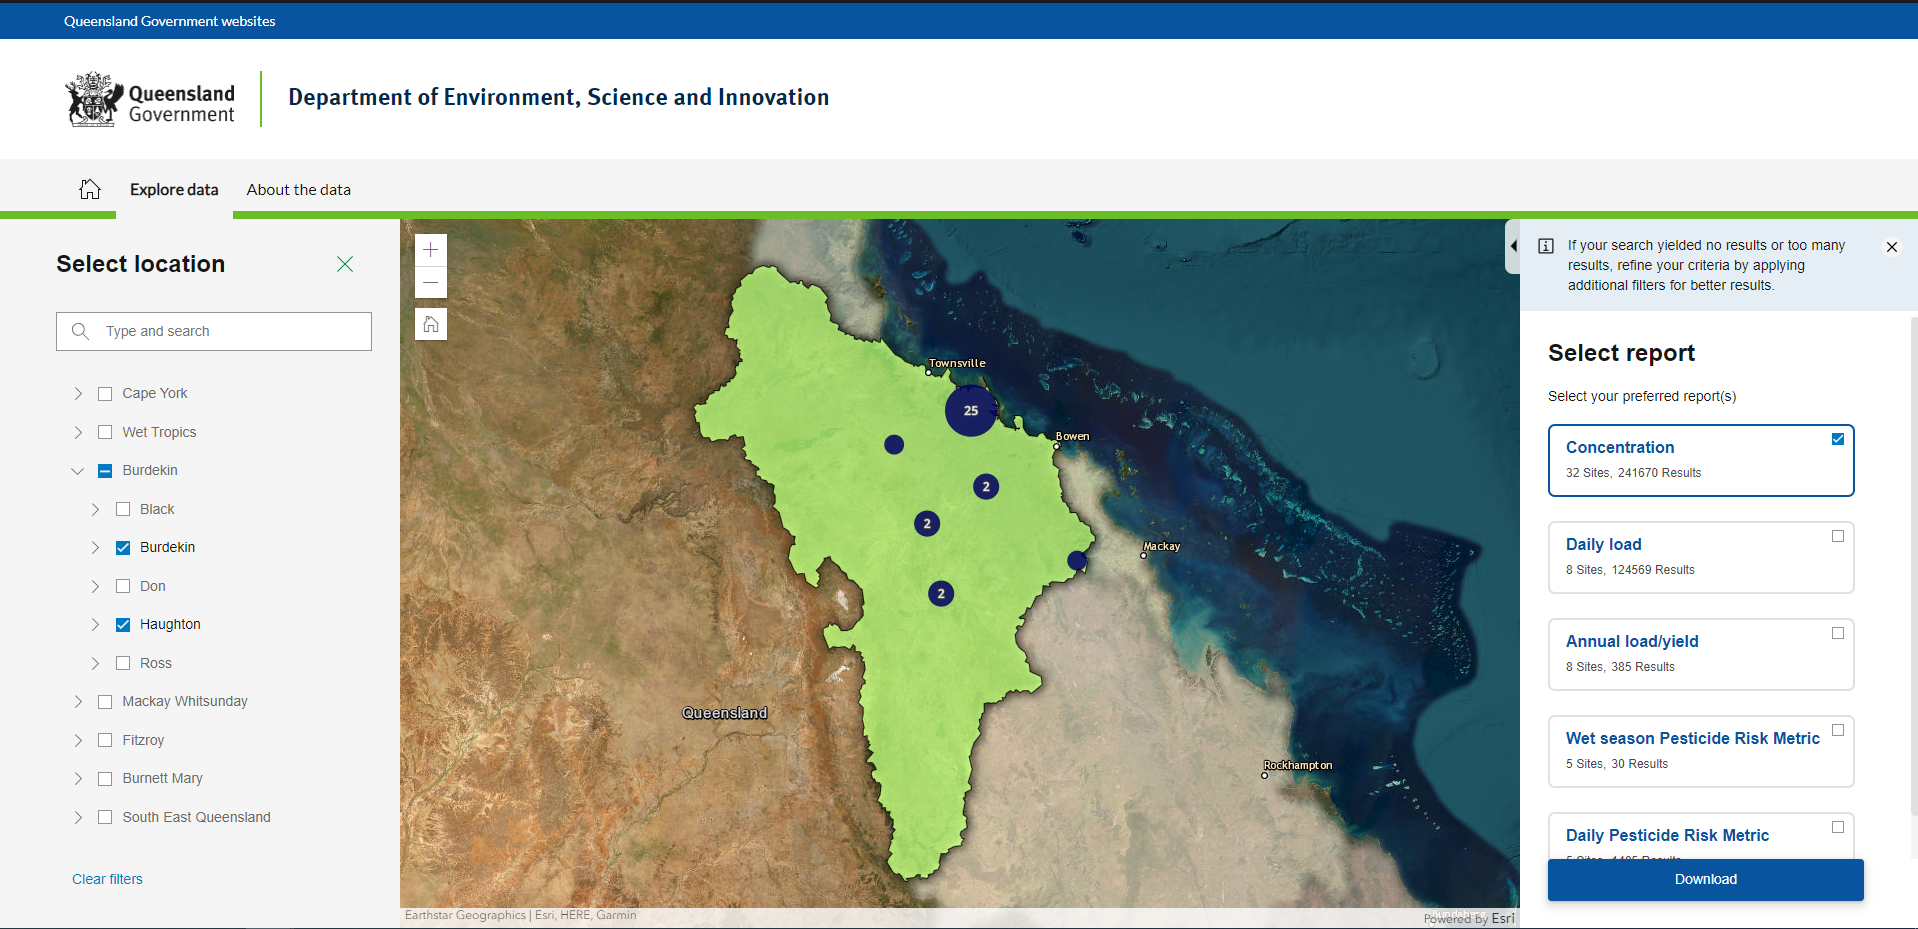 Queensland Government websites
Queensland
Government
Department of Environment, Science and Innovation
Explore data
About the data
Select location
Type and search
Cape York
Wet Tropics
Burdekin
Black
Burdekin
Don
Haughton
Ross
Mackay Whitsunday
Fitzroy
Burnett Mary
South East Queensland
Clear filters
Townsville
25
Bowen
2
2
Mackay
2
Queensland
Rockhampton
Bundaberg
Earthstar Geographics | Esri, HERE, Garmin
Powered by Esri
If your search yielded no results or too many
results, refine your criteria by applying
additional filters for better results.
Select report
Select your preferred report(s)
Concentration
32 Sites, 241670 Results
Daily load
8 Sites, 124569 Results
Annual load/yield
8 Sites, 385 Results
Wet season Pesticide Risk Metric
5 Sites, 30 Results
Daily Pesticide Risk Metric
Download